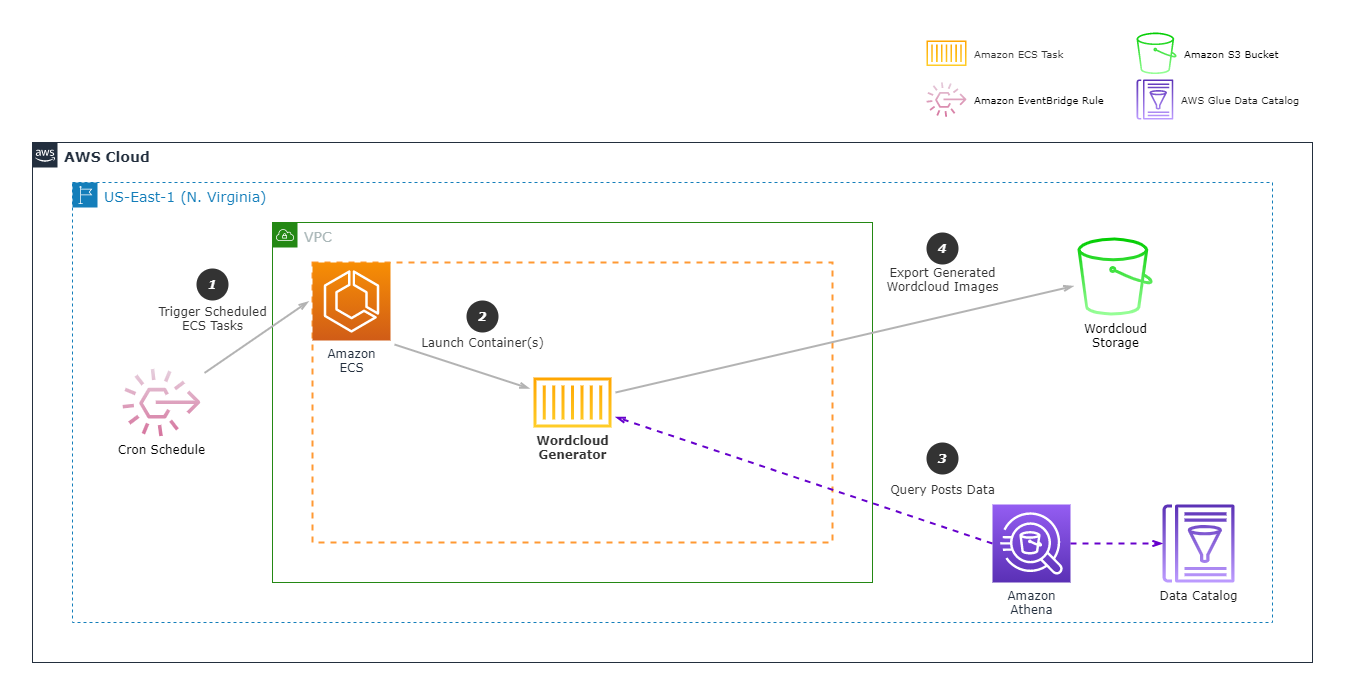 Amazon ECS Task
Amazon S3 Bucket
Amazon EventBridge Rule
AWS Glue Data Catalog
aws
AWS Cloud
US-East-1 (N. Virginia)
VPC
1
Trigger Scheduled
ECS Tasks
Cron Schedule
Amazon
ECS
2
Launch Container(s)
Wordcloud
Generator
4
Export Generated
Wordcloud Images
Wordcloud
Storage
3
Query Posts Data
Amazon
Athena
Data Catalog